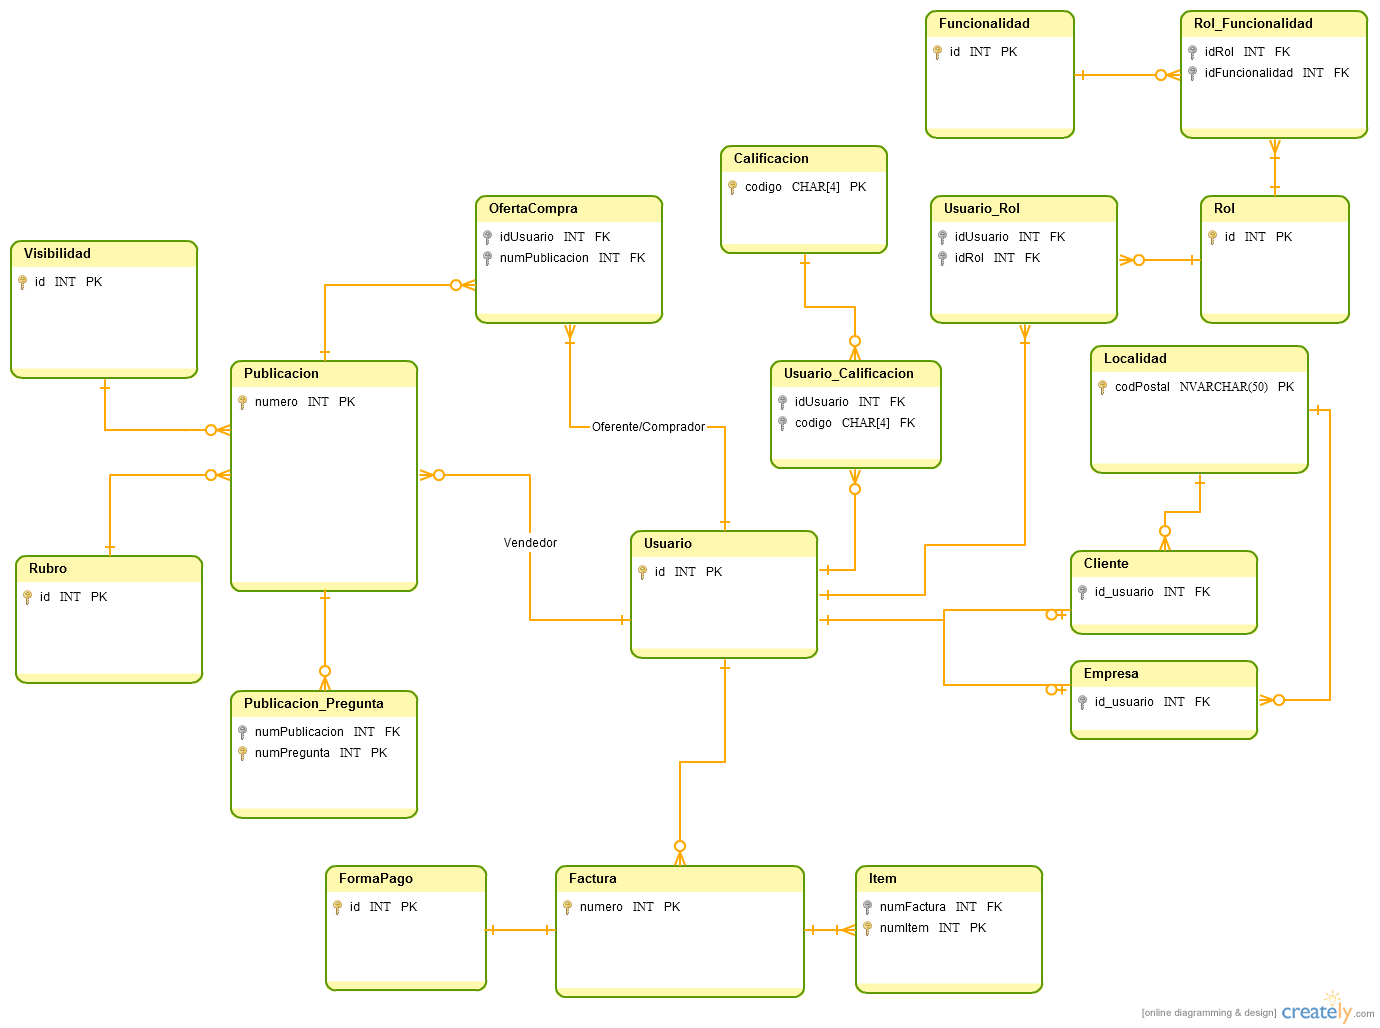 Funcionalidad
id INT PK
Rol_Funcionalidad
idRol INT FK
idFuncionalidad INT FK
Calificacion
codigo CHAR[4] PK
OfertaCompra
idUsuario INT FK
numPublicacion INT FK
Usuario_Rol
idUsuario INT FK
idRol INT FK
Rol
id INT PK
Visibilidad
id INT PK
Publicacion
numero INT PK
Usuario_Calificacion
idUsuario INT FK
codigo CHAR[4] FK
Localidad
codPostal NVARCHAR(50) PK
Oferente/Comprador
Vendedor
Usuario
id INT PK
Rubro
id INT PK
Cliente
id_usuario INT FK
Empresa
id_usuario INT FK
Publicacion_Pregunta
numPublicacion INT FK
numPregunta INT PK
FormaPago
id INT PK
Factura
numero INT PK
Item
numFactura INT FK
numItem INT PK
[online diagramming & design] creately.com